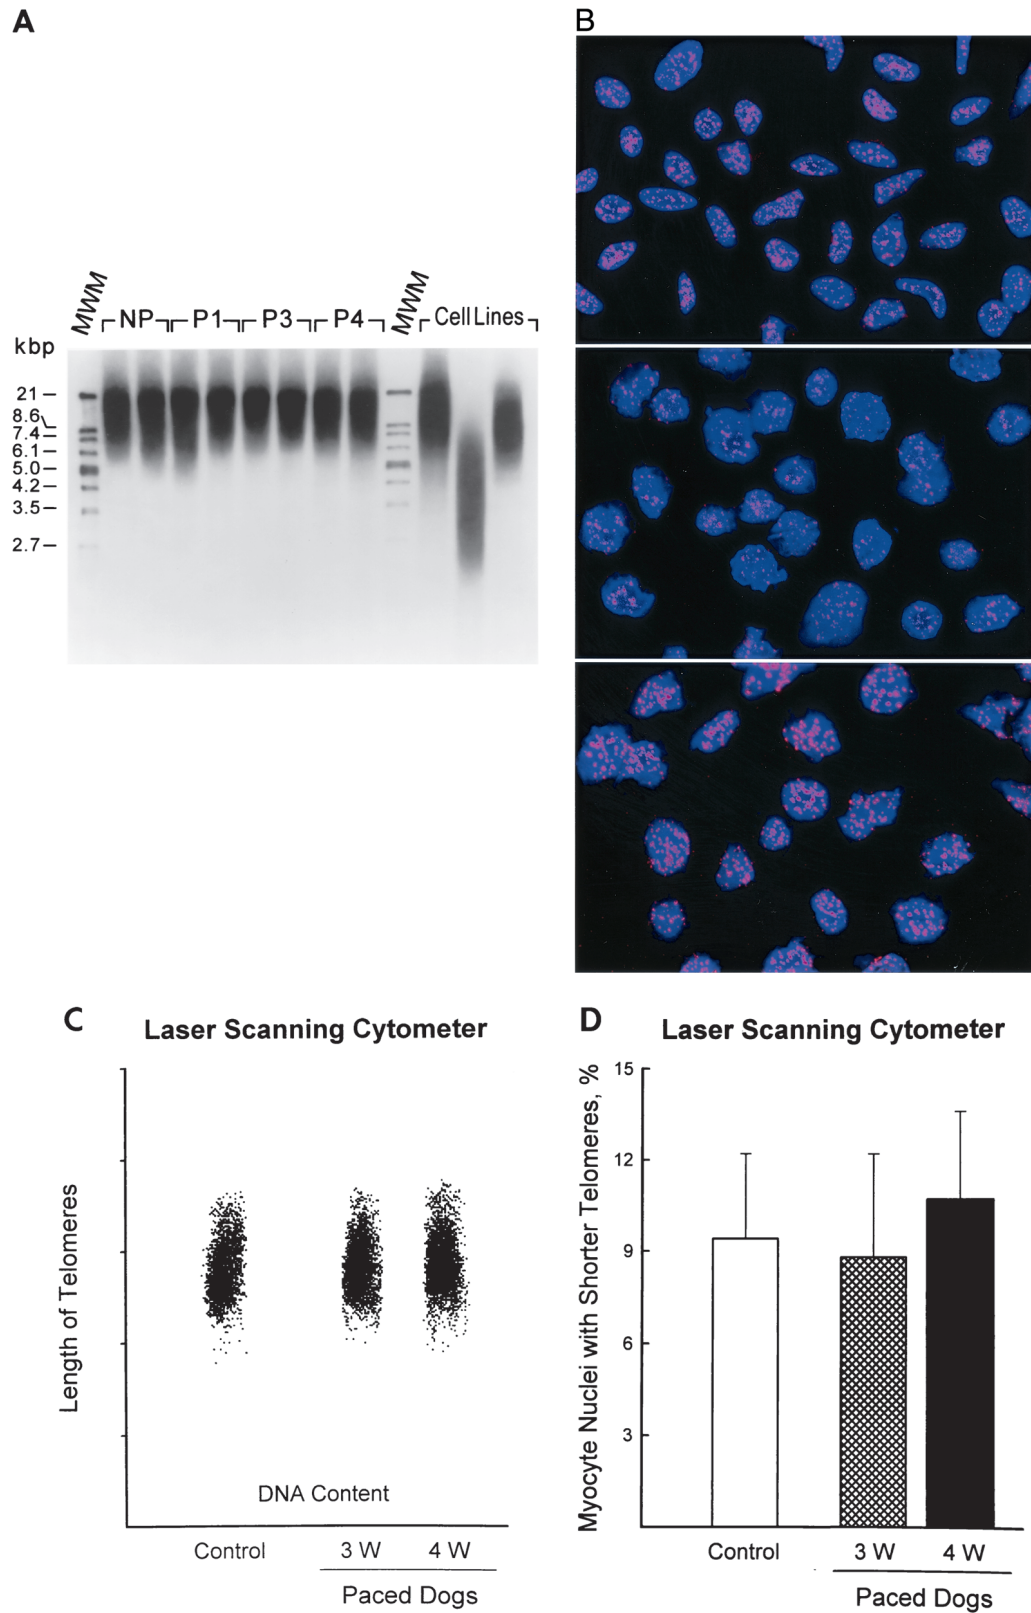 A
MWM NP P1 P3 P4 MWM Cell Lines
kbp
21
8.6
7.4
6.1
5.0
4.2
3.5
2.7
B
C
Laser Scanning Cytometer
Length of Telomeres
DNA Content
Control 3 W 4 W
Paced Dogs
D
Laser Scanning Cytometer
Myocyte Nuclei with Shorter Telomeres, %
15
12
9
6
3
Control 3 W 4 W
Paced Dogs